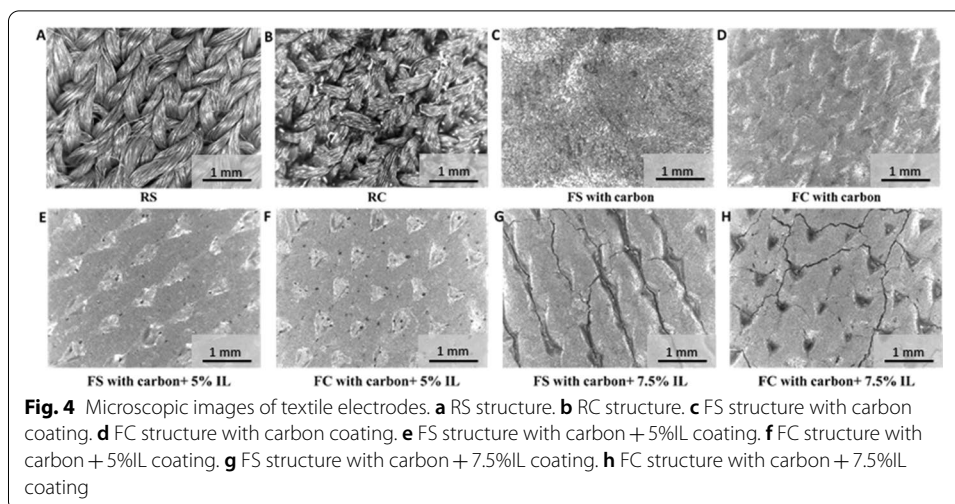 A
B
C
D
1 mm
1 mm
1 mm
1 mm
RS
RC
FS with carbon
FC with carbon
E
F
G
H
1 mm
1 mm
1 mm
1 mm
FS with carbon+ 5% IL
FC with carbon+ 5% IL
FS with carbon+ 7.5% IL
FC with carbon+ 7.5% IL
Fig. 4 Microscopic images of textile electrodes. a RS structure. b RC structure. c FS structure with carbon
coating. d FC structure with carbon coating. e FS structure with carbon + 5%IL coating. f FC structure with
carbon + 5%IL coating. g FS structure with carbon + 7.5%IL coating. h FC structure with carbon + 7.5%IL
coating